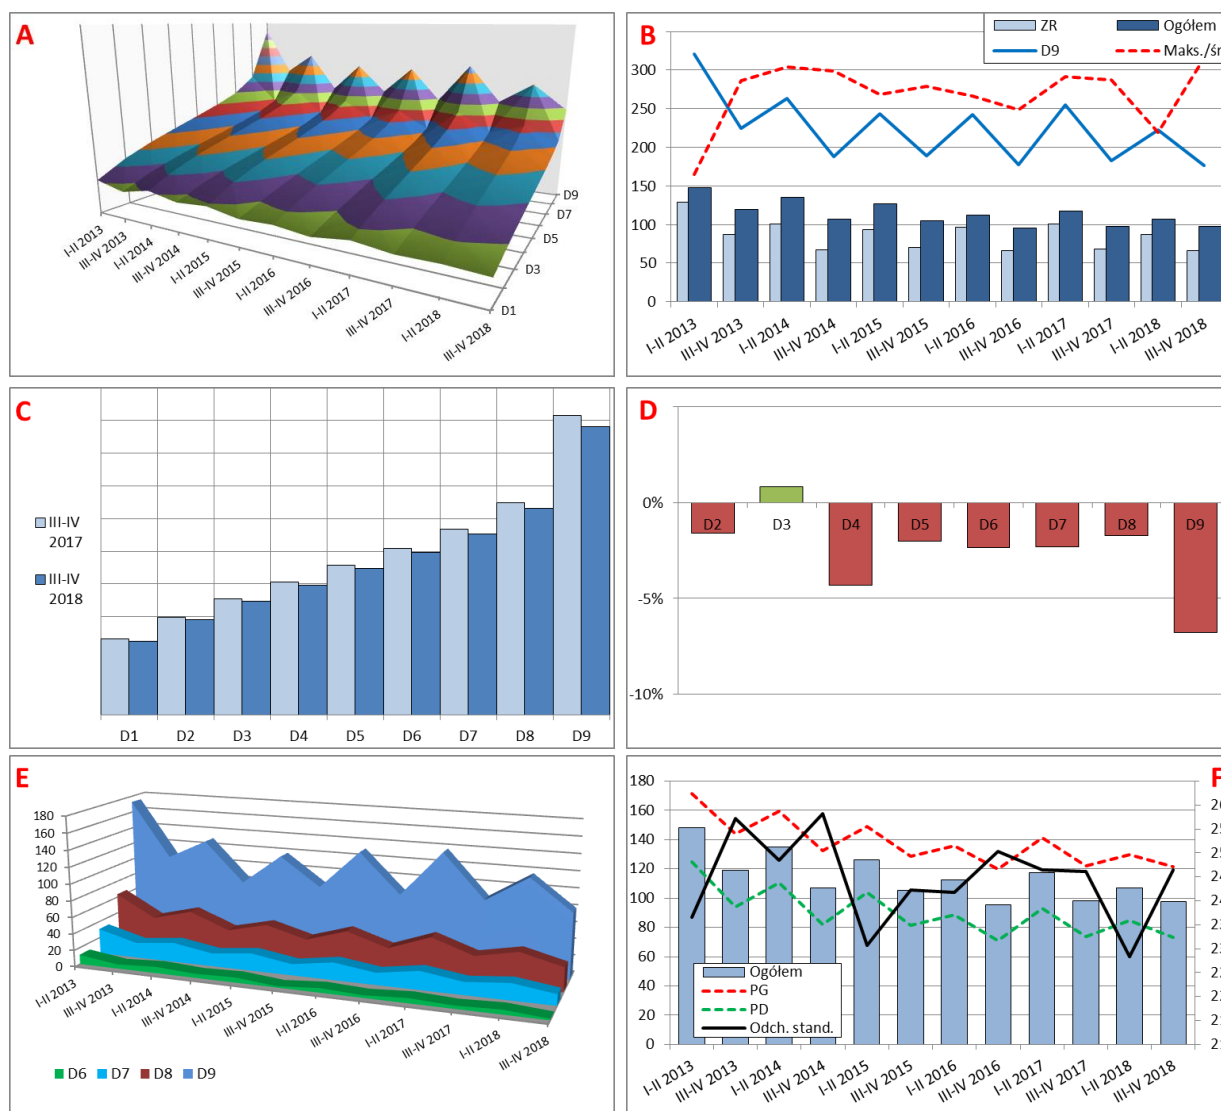 A
D9
D7
D5
D3
D1
I-II 2013
III-IV 2013
I-II 2014
III-IV 2014
I-II 2015
III-IV 2015
I-II 2016
III-IV 2016
I-II 2017
III-IV 2017
I-II 2018
III-IV 2018
B
ZR
Ogółem
D9
Maks./śr
300
250
200
150
100
50
0
I-II 2013
III-IV 2013
I-II 2014
III-IV 2014
I-II 2015
III-IV 2015
I-II 2016
III-IV 2016
I-II 2017
III-IV 2017
I-II 2018
III-IV 2018
C
III-IV
2017
III-IV
2018
D1 D2 D3 D4 D5 D6 D7 D8 D9
D
0%
D2 D3 D4 D5 D6 D7 D8 D9
-5%
-10%
E
180
160
140
120
100
80
60
40
20
0
I-II 2013
III-IV 2013
I-II 2014
III-IV 2014
I-II 2015
III-IV 2015
I-II 2016
III-IV 2016
I-II 2017
III-IV 2017
I-II 2018
III-IV 2018
D6 D7 D8 D9
F
180
160
140
120
100
80
60
40
20
0
Ogółem
PG
PD
Odch. stand.
I-II 2013
III-IV 2013
I-II 2014
III-IV 2014
I-II 2015
III-IV 2015
I-II 2016
III-IV 2016
I-II 2017
III-IV 2017
I-II 2018
III-IV 2018